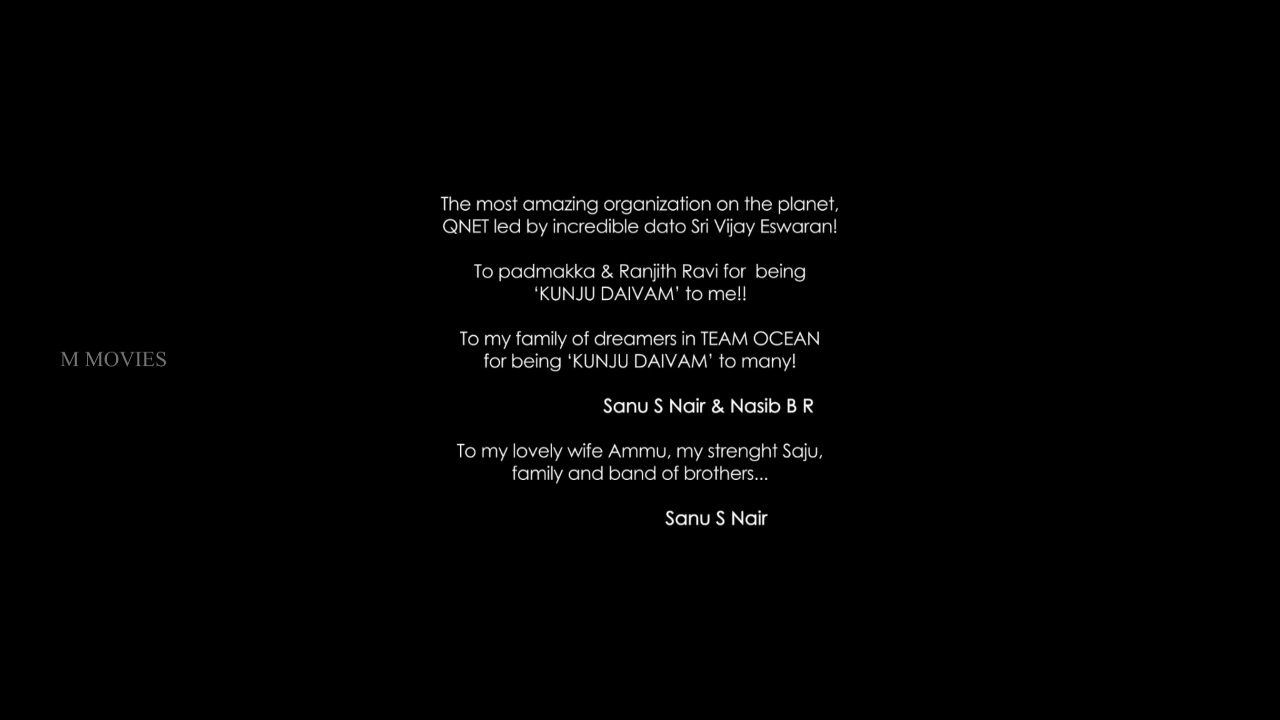 The most amazing organization on the planet,
QNET led by incredible dato Sri Vijay Eswaran!
To padmakka & Ranjith Ravi for being
‘KUNJU DAIVAM’ to me!!
To my family of dreamers in TEAM OCEAN
for being ‘KUNJU DAIVAM’ to many!
M MOVIES
Sanu S Nair & Nasib B R
To my lovely wife Ammu, my strenght Saju,
family and band of brothers...
Sanu S Nair